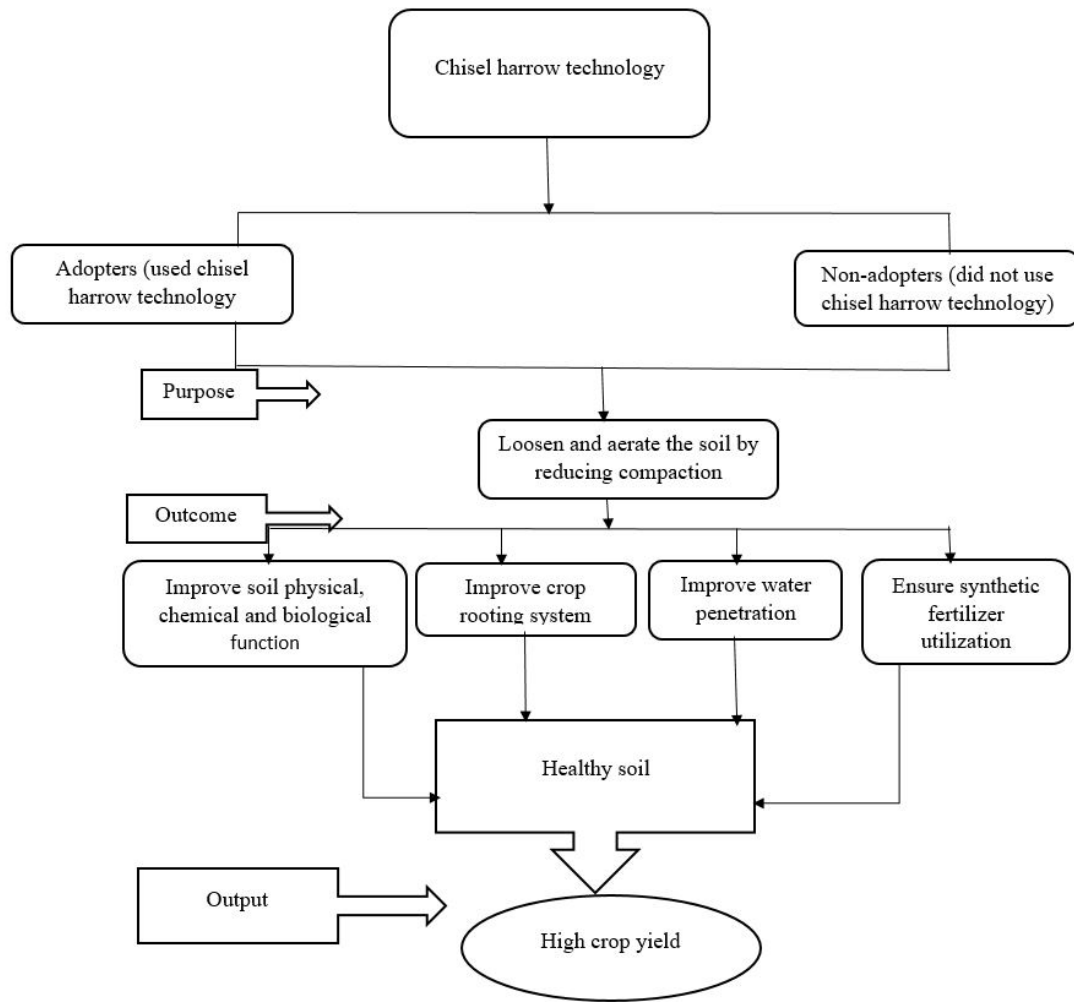 Chisel harrow technology
Adopters (used chisel
harrow technology
Non-adopters (did not use
chisel harrow technology)
Purpose
Loosen and aerate the soil by
reducing compaction
Outcome
Improve soil physical,
chemical and biological
function
Improve crop
rooting system
Improve water
penetration
Ensure synthetic
fertilizer
utilization
Healthy soil
Output
High crop yield